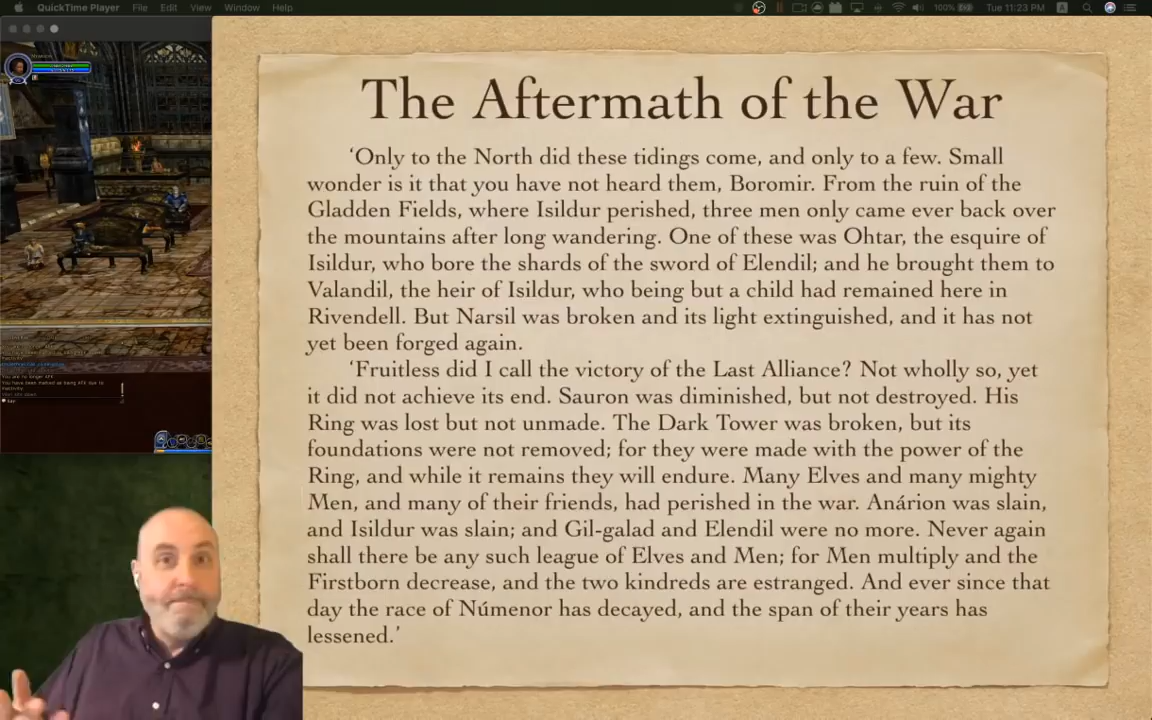 QuickTime Player File Edit View Window Help
100% Tue 11:23 PM A
The Aftermath of the War
‘Only to the North did these tidings come, and only to a few. Small
wonder is it that you have not heard them, Boromir. From the ruin of the
Gladden Fields, where Isildur perished, three men only came ever back over
the mountains after long wandering. One of these was Ohtar, the esquire of
Isildur, who bore the shards of the sword of Elendil; and he brought them to
Valandil, the heir of Isildur, who being but a child had remained here in
Rivendell. But Narsil was broken and its light extinguished, and it has not
yet been forged again.
‘Fruitless did I call the victory of the Last Alliance? Not wholly so, yet
it did not achieve its end. Sauron was diminished, but not destroyed. His
Ring was lost but not unmade. The Dark Tower was broken, but its
foundations were not removed; for they were made with the power of the
Ring, and while it remains they will endure. Many Elves and many mighty
Men, and many of their friends, had perished in the war. Anárion was slain,
and Isildur was slain; and Gil-galad and Elendil were no more. Never again
shall there be any such league of Elves and Men; for Men multiply and the
Firstborn decrease, and the two kindreds are estranged. And ever since that
day the race of Númenor has decayed, and the span of their years has
lessened.’